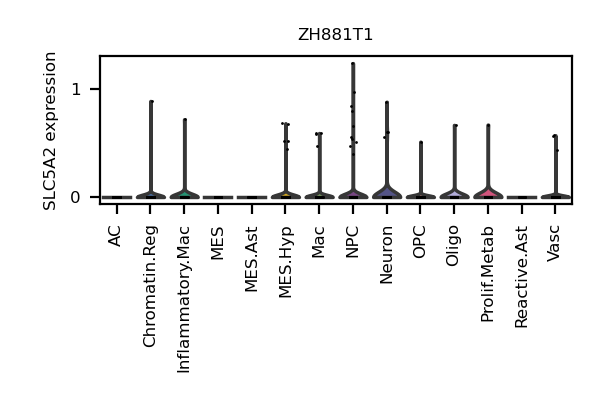 ZH881T1
SLC5A2 expression
1
0
AC
Chromatin.Reg
Inflammatory.Mac
MES
MES.Ast
MES.Hyp
Mac
NPC
Neuron
OPC
Oligo
Prolif.Metab
Reactive.Ast
Vasc